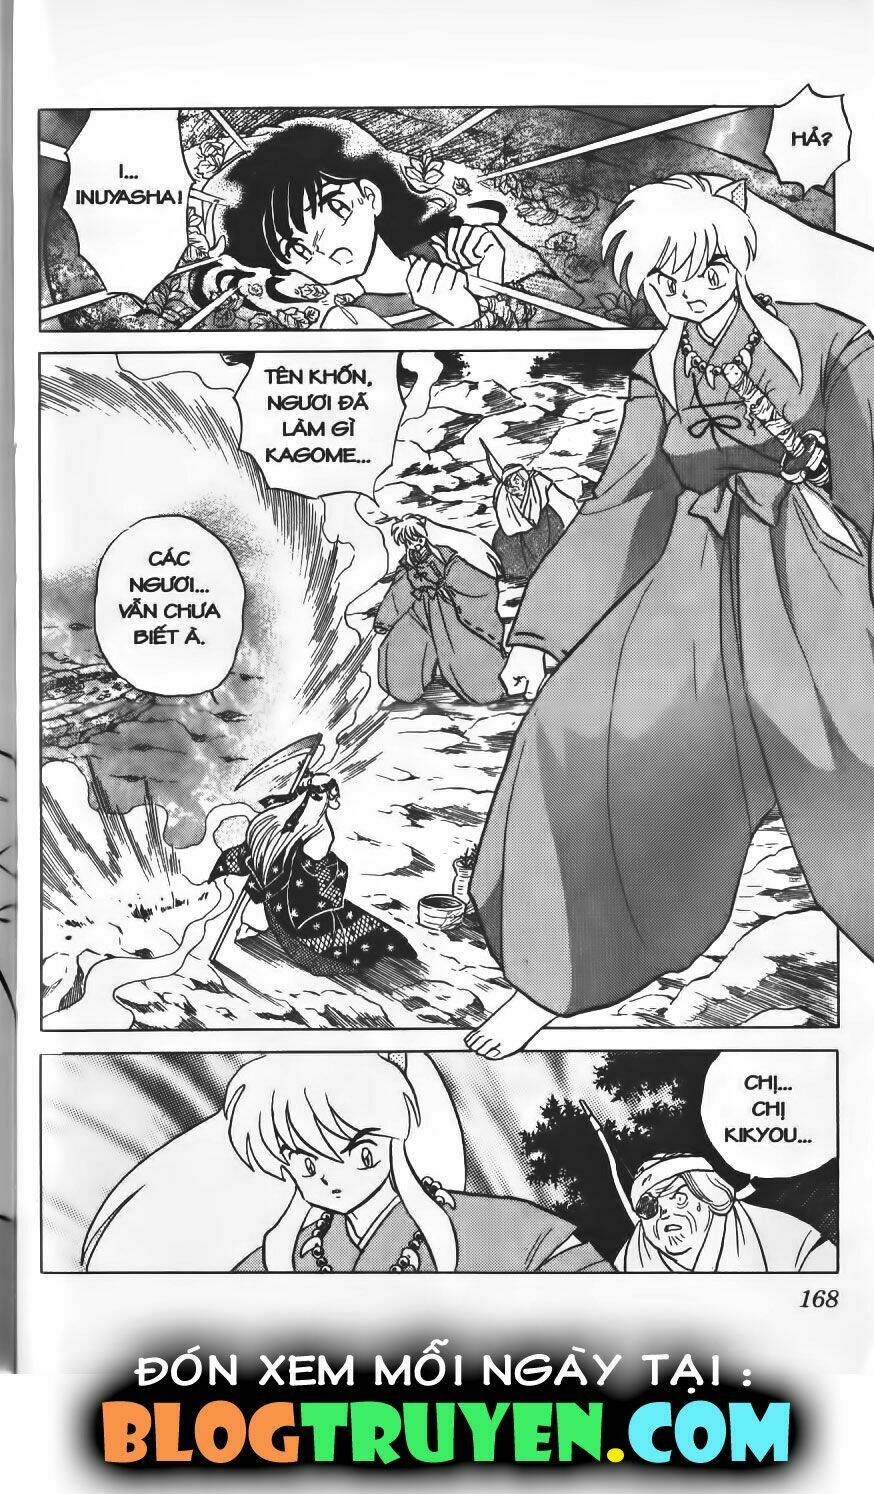 I...
INUYASHA!
HẢ?
TÊN KHỐN,
NGƯƠI ĐÃ
LÀM GÌ
KAGOME...
CÁC
NGƯƠI...
VẪN CHƯA
BIẾT À.
CHỊ...
CHỊ
KIKYOU...
168
ĐÓN XEM MỖI NGÀY TẠI :
BLOGTRUYEN.COM